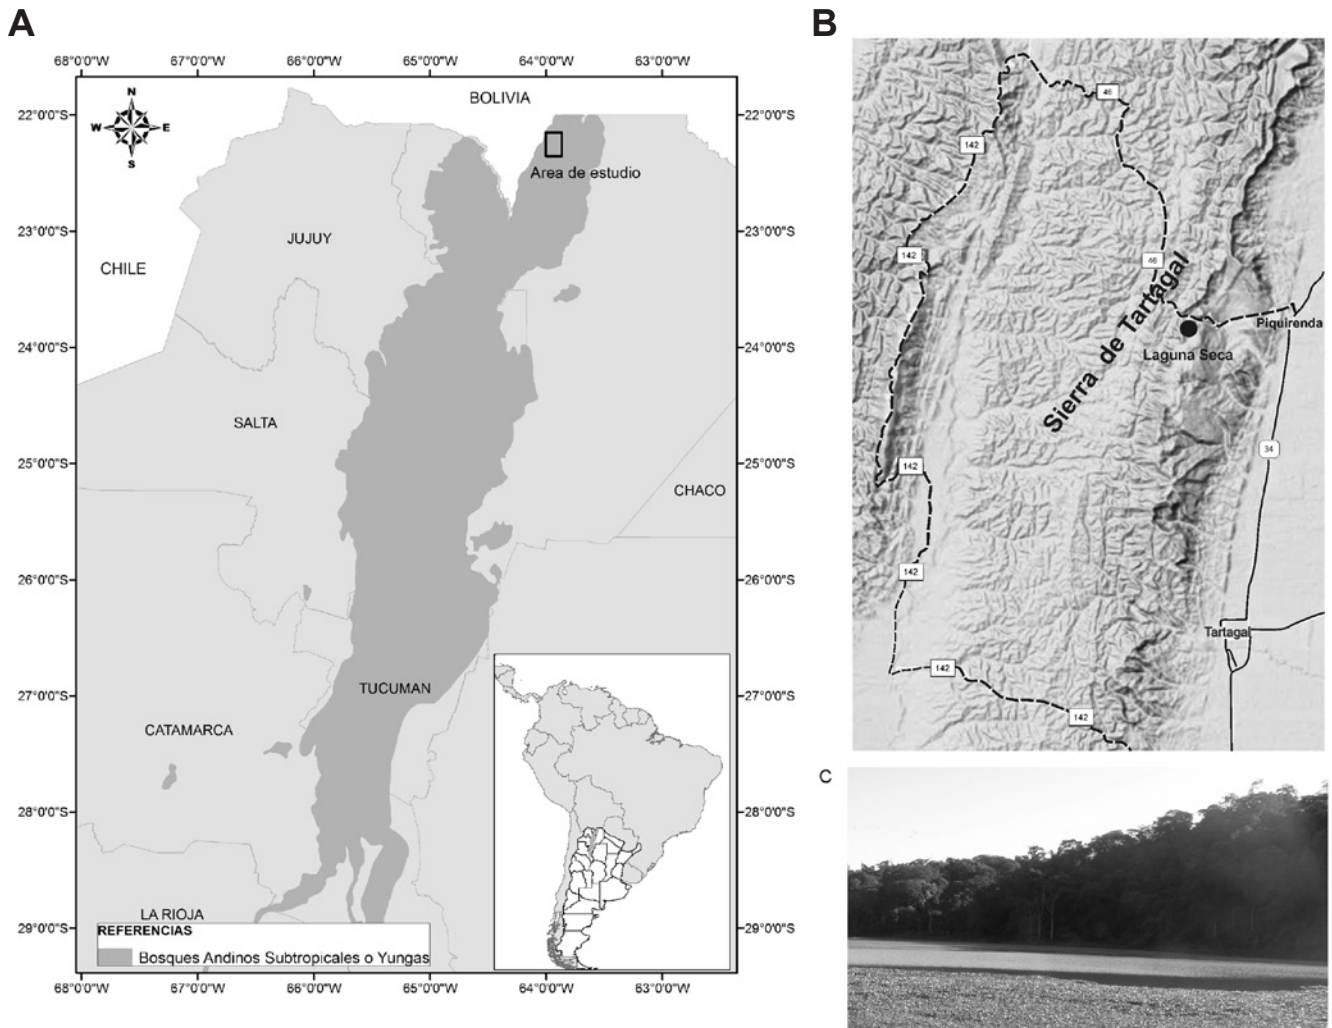 A
68°0'0"W 67°0'0"W 66°0'0"W 65°0'0"W 64°0'0"W 63°0'0"W
N
W E
S
BOLIVIA
22°0'0"S 22°0'0"S
Area de estudio
23°0'0"S 23°0'0"S
JUJUY
CHILE
24°0'0"S 24°0'0"S
SALTA
25°0'0"S 25°0'0"S
CHACO
26°0'0"S 26°0'0"S
27°0'0"S 27°0'0"S
TUCUMAN
CATAMARCA
28°0'0"S 28°0'0"S
LA RIOJA
29°0'0"S 29°0'0"S
REFERENCIAS
Bosques Andinos Subtropicales o Yungas
68°0'0"W 67°0'0"W 66°0'0"W 65°0'0"W 64°0'0"W 63°0'0"W
B
46
142
142
46
Sierra de Tartagal
Piquirenda
Laguna Seca
34
142
142
Tartagal
142
142
C